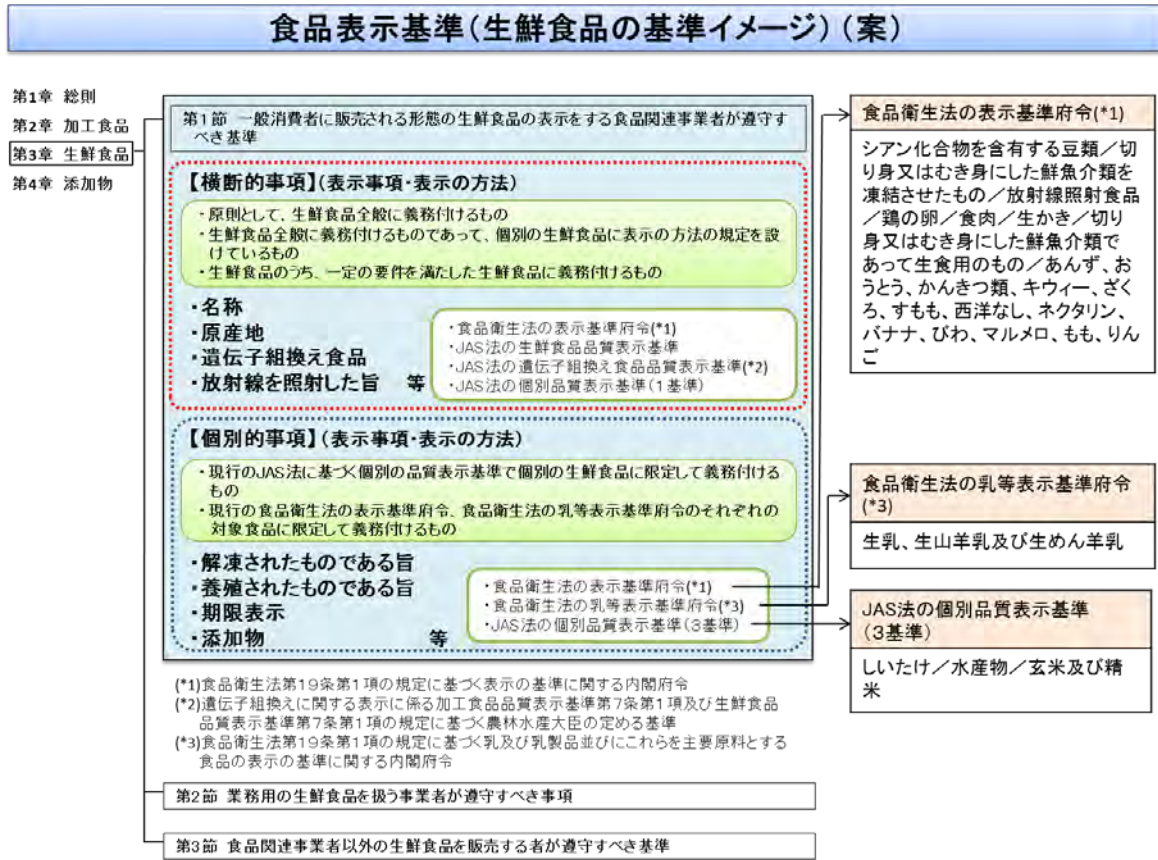 食品表示基準(生鮮食品の基準イメージ)(案)
第1章 総則
第2章 加工食品
第3章 生鮮食品
第4章 添加物
第1節 一般消費者に販売される形態の生鮮食品の表示をする食品関連事業者が遵守す
べき基準
【横断的事項】(表示事項・表示の方法)
・原則として、生鮮食品全般に義務付けるもの
・生鮮食品全般に義務付けるものであって、個別の生鮮食品に表示の方法の規定を設
けているもの
・生鮮食品のうち、一定の要件を満たした生鮮食品に義務付けるもの
・名称
・原産地
・遺伝子組換え食品
・放射線を照射した旨 等
・食品衛生法の表示基準府令(*1)
・JAS法の生鮮食品品質表示基準
・JAS法の遺伝子組換え食品品質表示基準(*2)
・JAS法の個別品質表示基準(1基準)
【個別的事項】(表示事項・表示の方法)
・現行のJAS法に基づく個別の品質表示基準で個別の生鮮食品に限定して義務付ける
もの
・現行の食品衛生法の表示基準府令、食品衛生法の乳等表示基準府令のそれぞれの
対象食品に限定して義務付けるもの
・解凍されたものである旨
・養殖されたものである旨
・期限表示
・添加物 等
・食品衛生法の表示基準府令(*1)
・食品衛生法の乳等表示基準府令(*3)
・JAS法の個別品質表示基準(3基準)
(*1)食品衛生法第19条第1項の規定に基づく表示の基準に関する内閣府令
(*2)遺伝子組換えに関する表示に係る加工食品品質表示基準第7条第1項及び生鮮食品
品質表示基準第7条第1項の規定に基づく農林水産大臣の定める基準
(*3)食品衛生法第19条第1項の規定に基づく乳及び乳製品並びにこれらを主要原料とする
食品の表示の基準に関する内閣府令
第2節 業務用の生鮮食品を扱う事業者が遵守すべき事項
第3節 食品関連事業者以外の生鮮食品を販売する者が遵守すべき基準
食品衛生法の表示基準府令(*1)
シアン化合物を含有する豆類/切
り身又はむき身にした鮮魚介類を
凍結させたもの/放射線照射食品
/鶏の卵/食肉/生かき/切り
身又はむき身にした鮮魚介類で
あって生食用のもの/あんず、お
うとう、かんきつ類、キウィー、ざく
ろ、すもも、西洋なし、ネクタリン、
バナナ、びわ、マルメロ、もも、りん
ご
食品衛生法の乳等表示基準府令
(*3)
生乳、生山羊乳及び生めん羊乳
JAS法の個別品質表示基準
(3基準)
しいたけ/水産物/玄米及び精
米